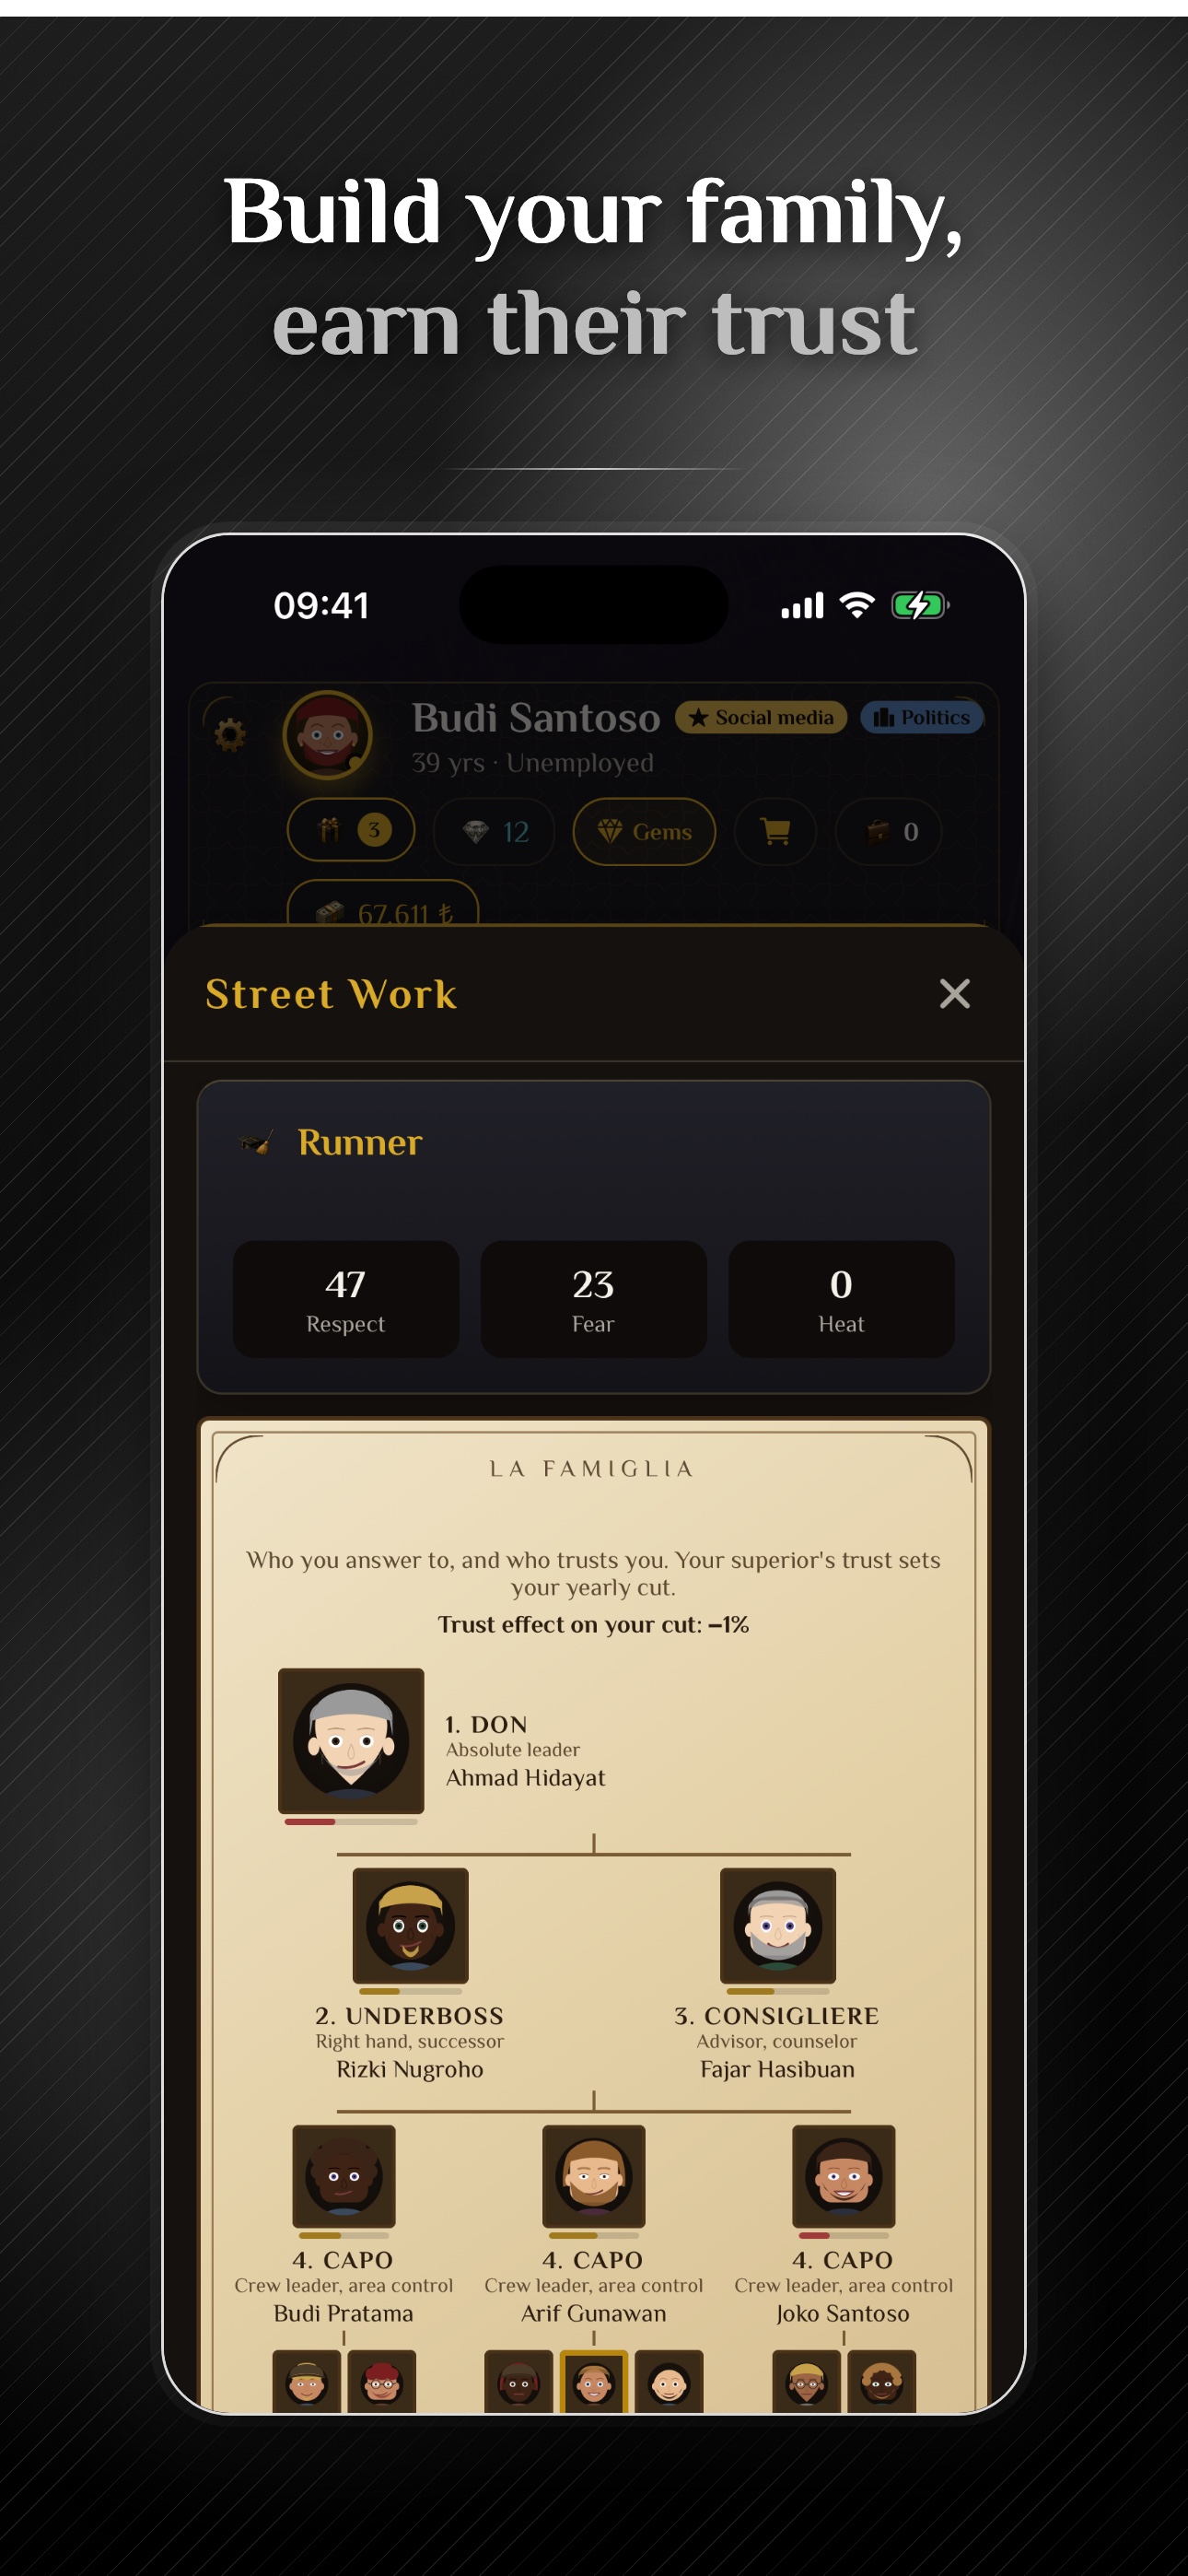 Build your family,
earn their trust
09:41
Budi Santoso Social media Politics
39 yrs · Unemployed
3 12 Gems 0
67.611 ₺
Street Work
Runner
47 23 0
Respect Fear Heat
LA FAMIGLIA
Who you answer to, and who trusts you. Your superior's trust sets
your yearly cut.
Trust effect on your cut: −1%
1. DON
Absolute leader
Ahmad Hidayat
2. UNDERBOSS
Right hand, successor
Rizki Nugroho
3. CONSIGLIERE
Advisor, counselor
Fajar Hasibuan
4. CAPO
Crew leader, area control
Budi Pratama
4. CAPO
Crew leader, area control
Arif Gunawan
4. CAPO
Crew leader, area control
Joko Santoso